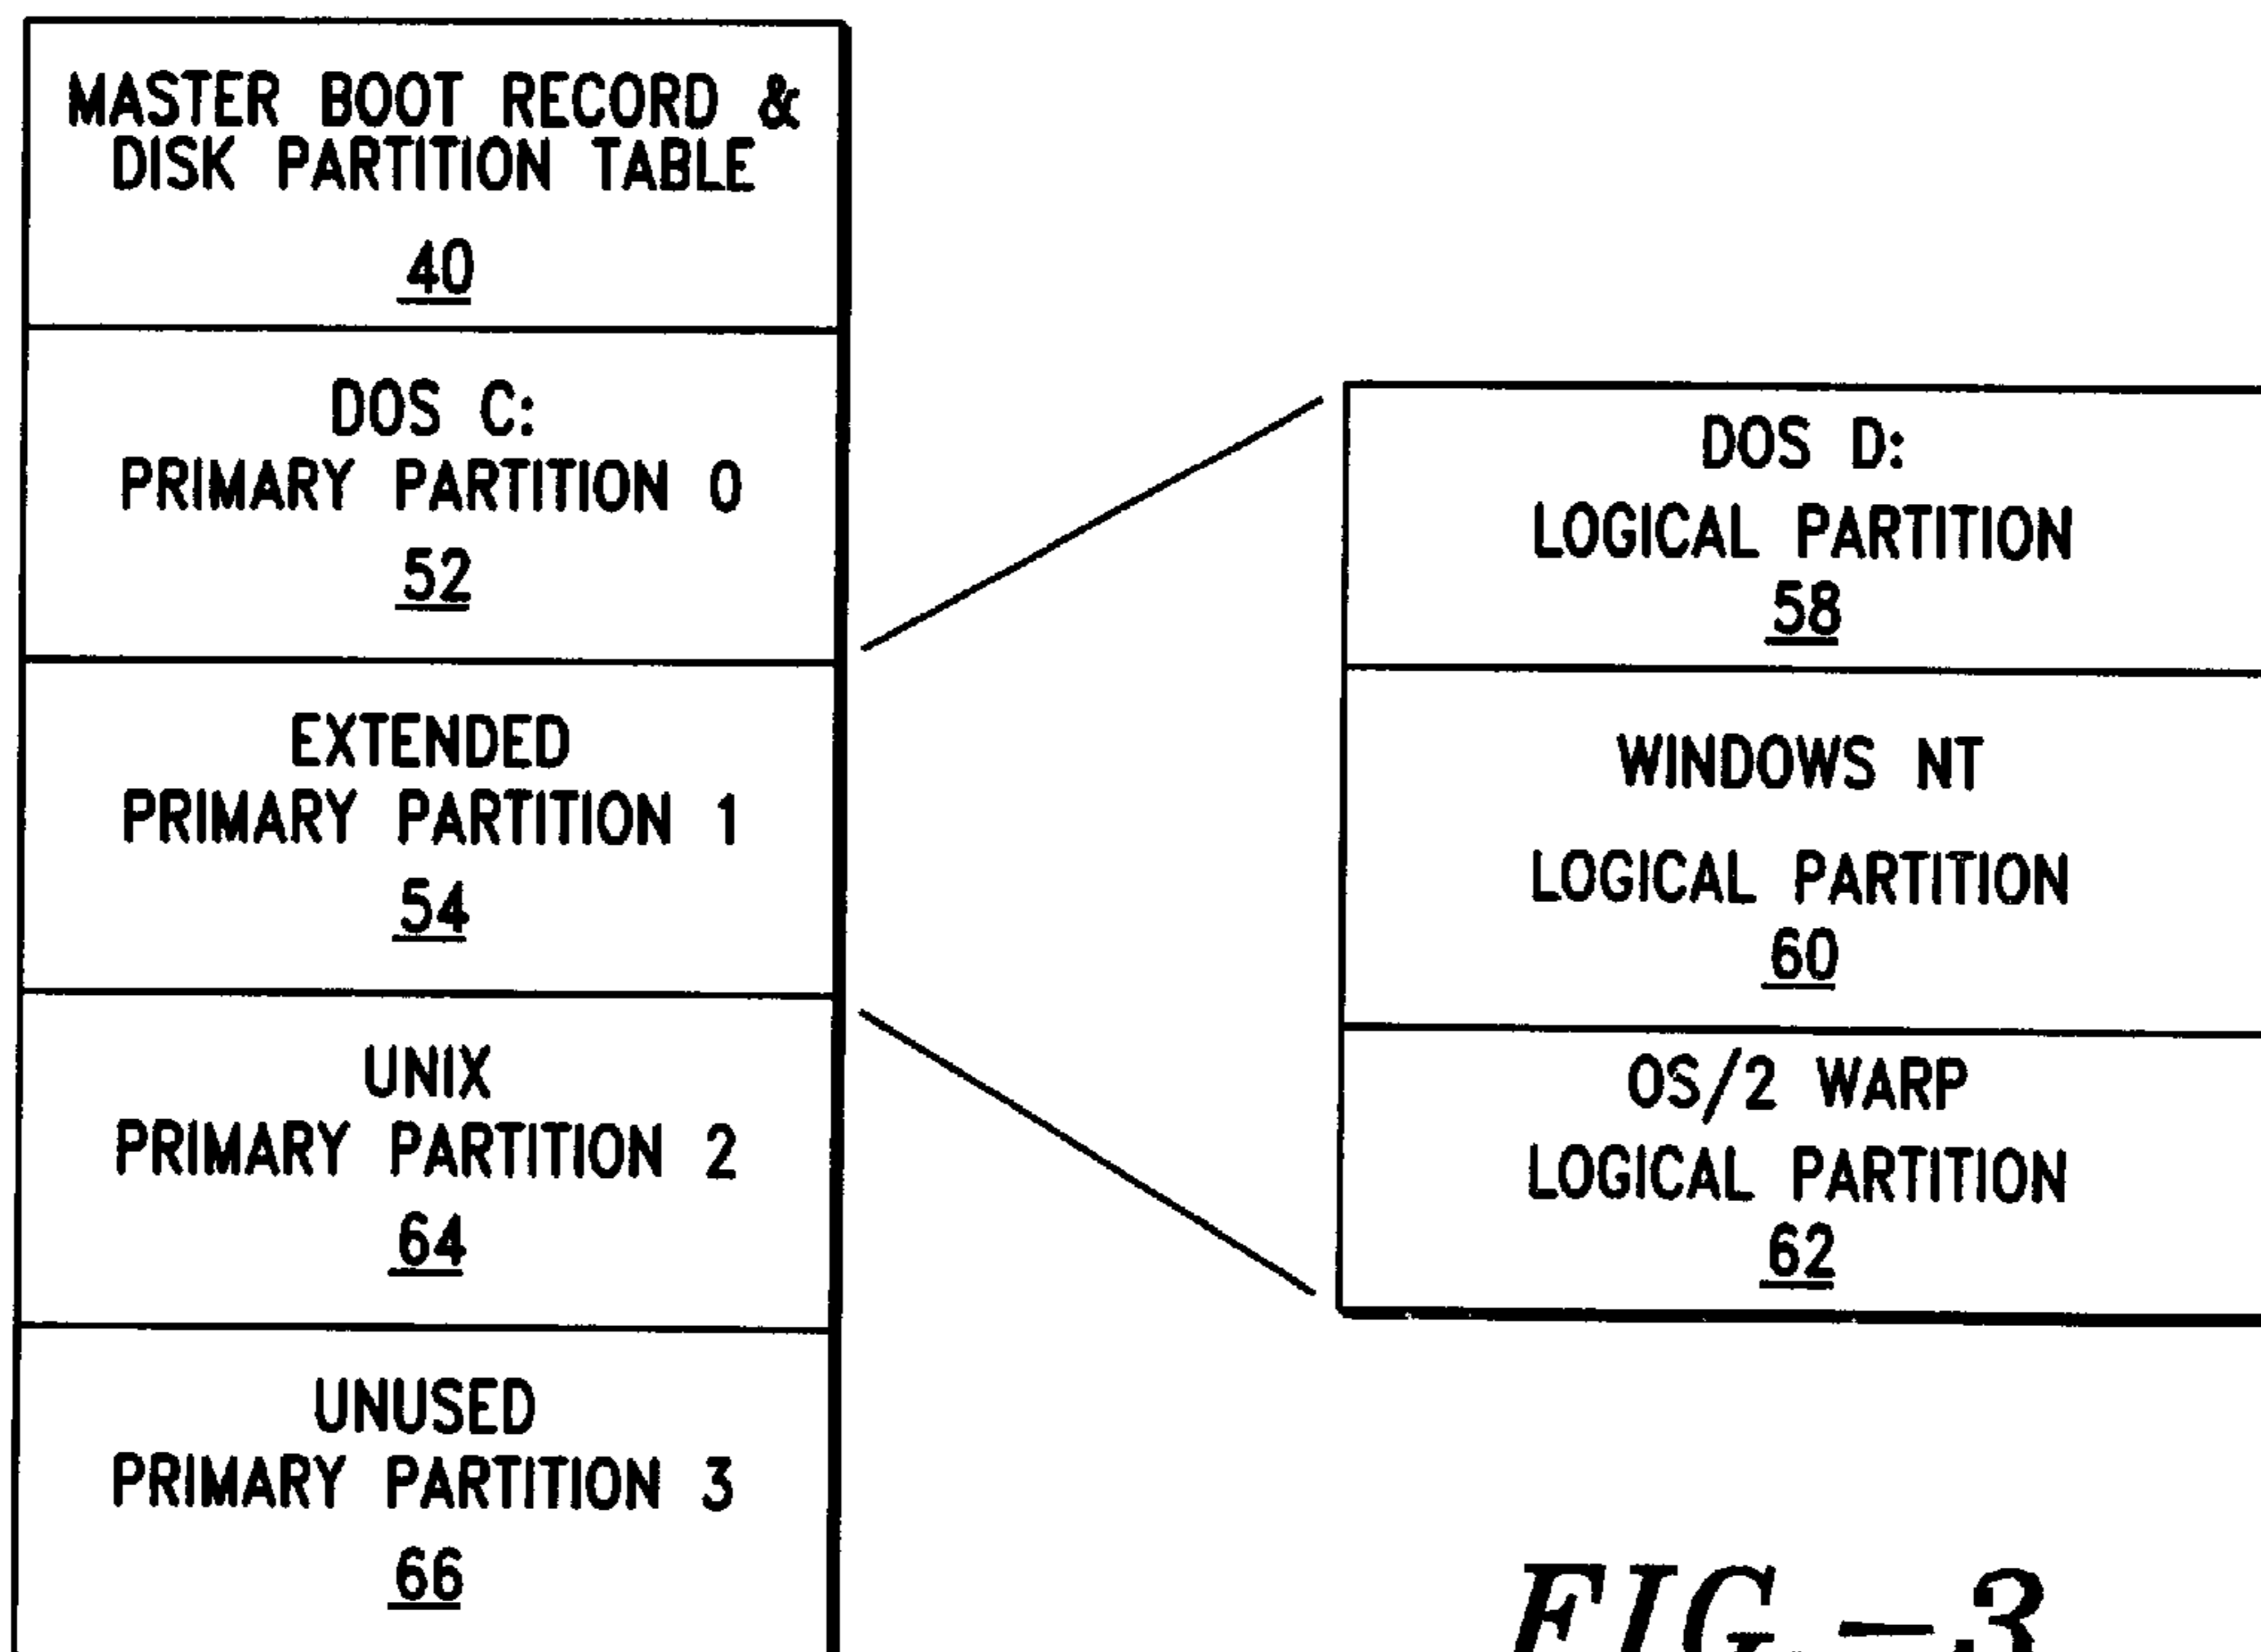 MASTER BOOT RECORD &
DISK PARTITION TABLE
40
DOS C:
PRIMARY PARTITION 0
52
EXTENDED
PRIMARY PARTITION 1
54
UNIX
PRIMARY PARTITION 2
64
UNUSED
PRIMARY PARTITION 3
66
DOS D:
LOGICAL PARTITION
58
WINDOWS NT
LOGICAL PARTITION
60
OS/2 WARP
LOGICAL PARTITION
62
FIG.-3